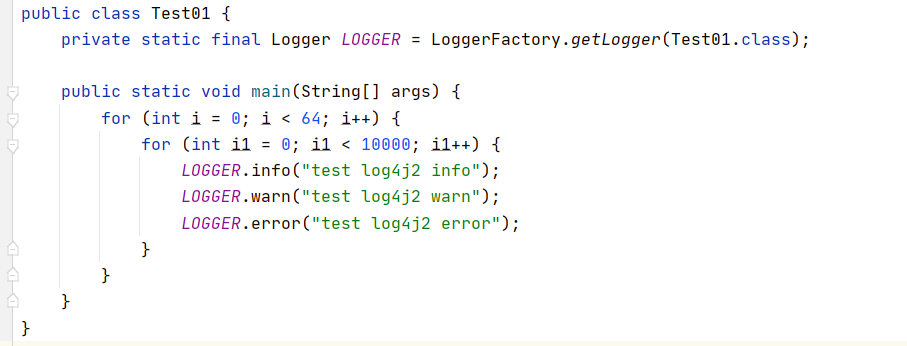 public class Test01 {
    private static final Logger LOGGER = LoggerFactory.getLogger(Test01.class);

    public static void main(String[] args) {
        for (int i = 0; i < 64; i++) {
            for (int i1 = 0; i1 < 10000; i1++) {
                LOGGER.info("test log4j2 info");
                LOGGER.warn("test log4j2 warn");
                LOGGER.error("test log4j2 error");
            }
        }
    }
}